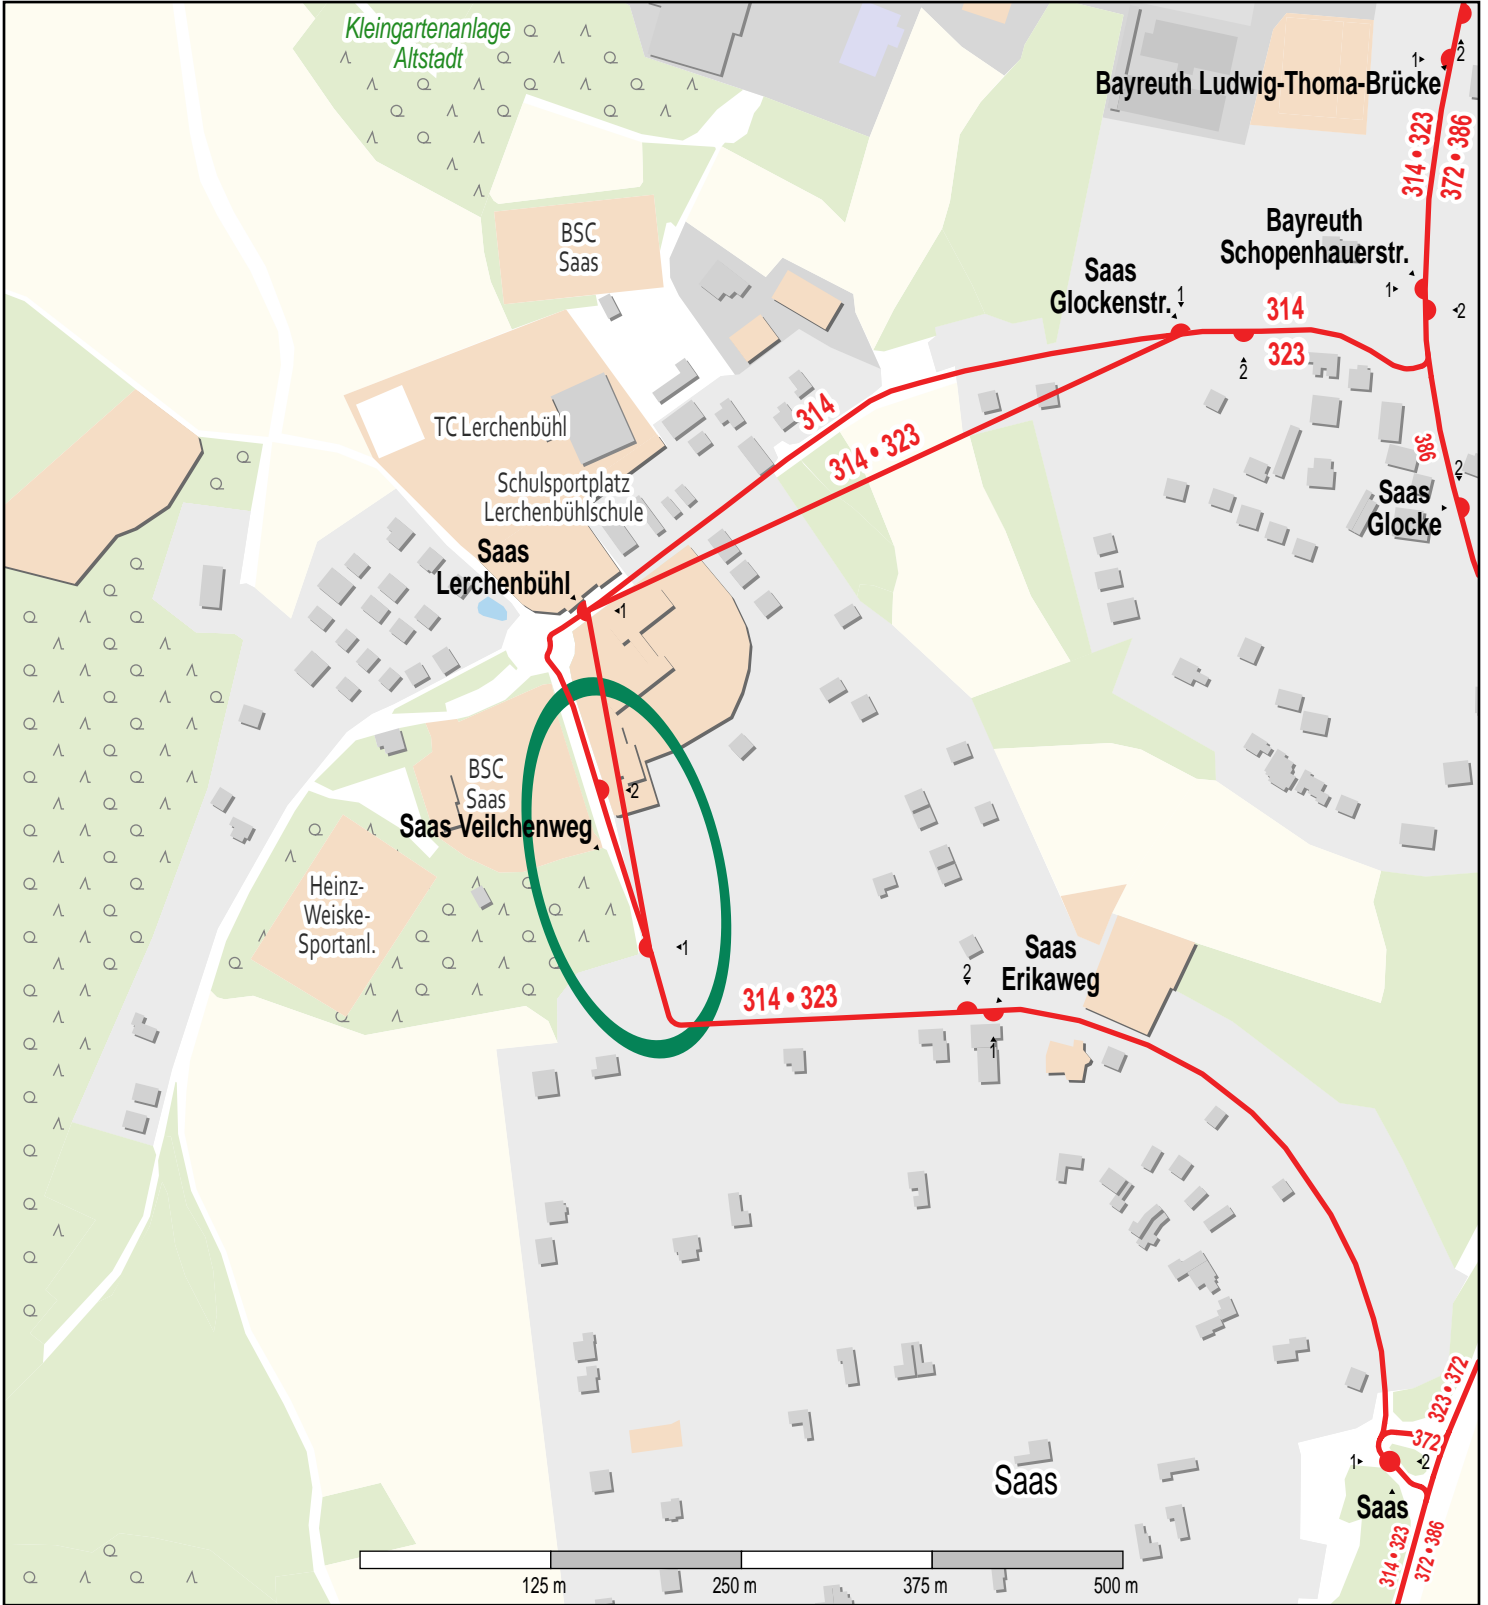 Kleingartenanlage
Altstadt
1
2
Bayreuth Ludwig-Thoma-Brücke
314 • 323
372 • 386
BSC
Saas
Bayreuth
Schopenhauerstr.
1
2
Saas
Glockenstr.
1
314
323
2
TC Lerchenbühl
314
314 • 323
386
2
Saas
Glocke
Schulsportplatz
Lerchenbühlschule
Saas
Lerchenbühl
1
BSC
Saas
2
Saas Veilchenweg
Heinz-
Weiske-
Sportanl.
1
314 • 323
2
Saas
Erikaweg
1
323 • 372
372
1
2
Saas
Saas
314 • 323
372 • 386
125 m
250 m
375 m
500 m